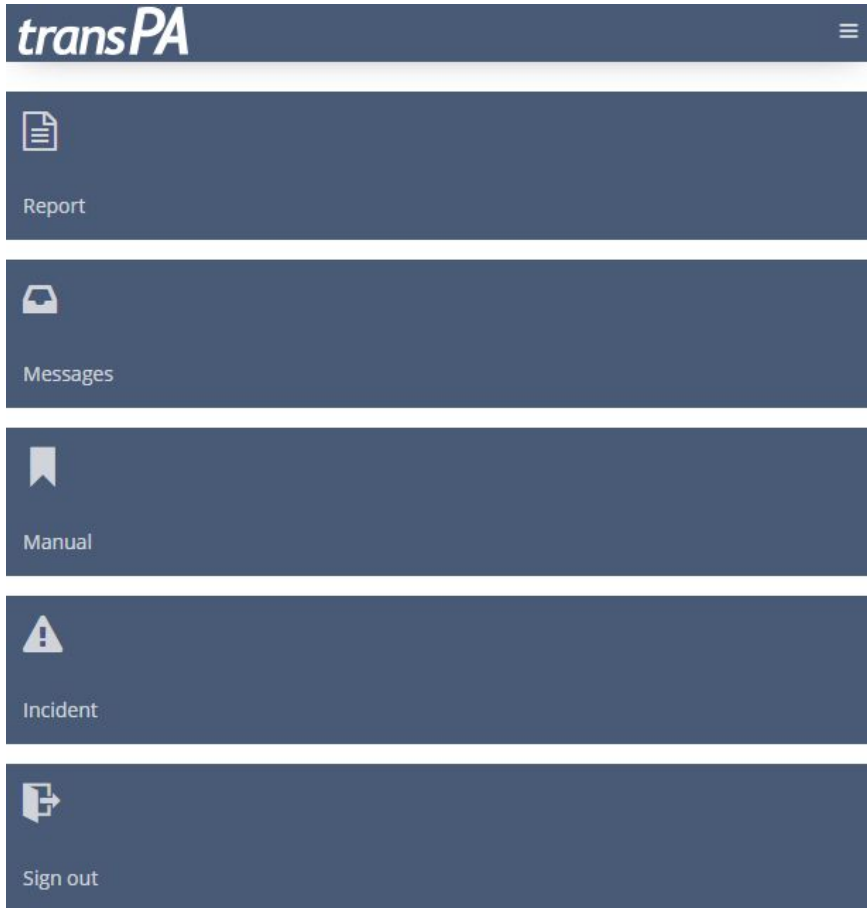 transPA
Report
Messages
Manual
Incident
Sign out